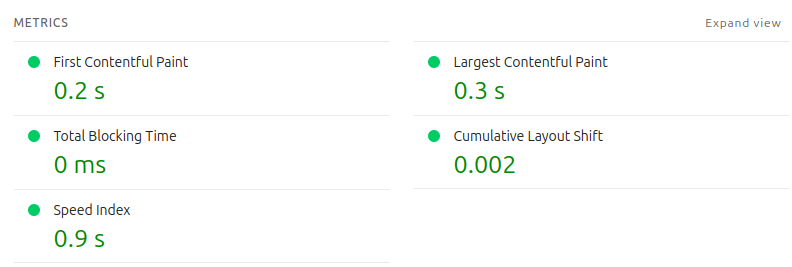 METRICS
Expand view
First Contentful Paint
0.2 s
Largest Contentful Paint
0.3 s
Total Blocking Time
0 ms
Cumulative Layout Shift
0.002
Speed Index
0.9 s